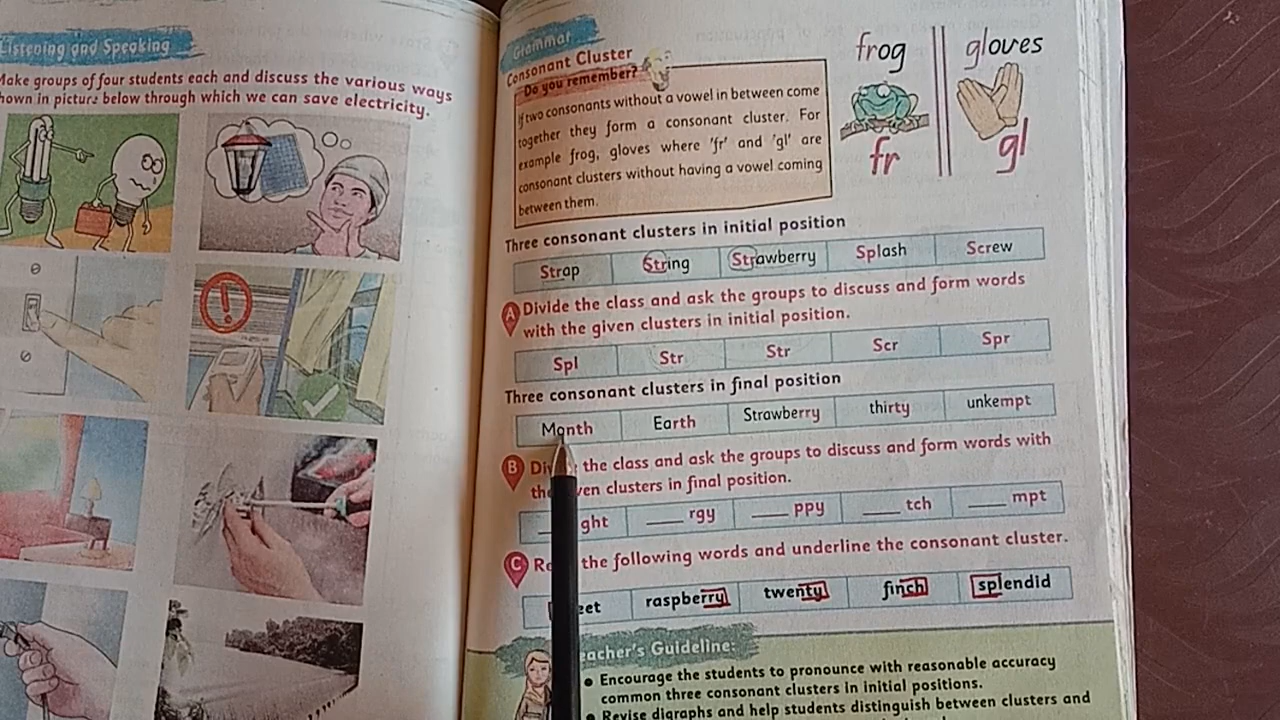 Listening and Speaking
Make groups of four students each and discuss the various ways
shown in picture below through which we can save electricity.
Grammar
Consonant Cluster
Do you remember?
If two consonants without a vowel in between come
together they form a consonant cluster. For
example frog, gloves where 'fr' and 'gl' are
consonant clusters without having a vowel coming
between them.
frog
gloves
fr
gl
Three consonant clusters in initial position
Strap String Strawberry Splash Screw
A Divide the class and ask the groups to discuss and form words
with the given clusters in initial position.
Spl Str Str Scr Spr
Three consonant clusters in final position
Month Earth Strawberry thirty unkempt
B the class and ask the groups to discuss and form words with
clusters in final position.
ght ____ rgy ____ ppy ____ tch ____ mpt
C the following words and underline the consonant cluster.
raspberry twenty finch splendid
Teacher's Guideline:
• Encourage the students to pronounce with reasonable accuracy
common three consonant clusters in initial positions.
• Revise digraphs and help students distinguish between clusters and